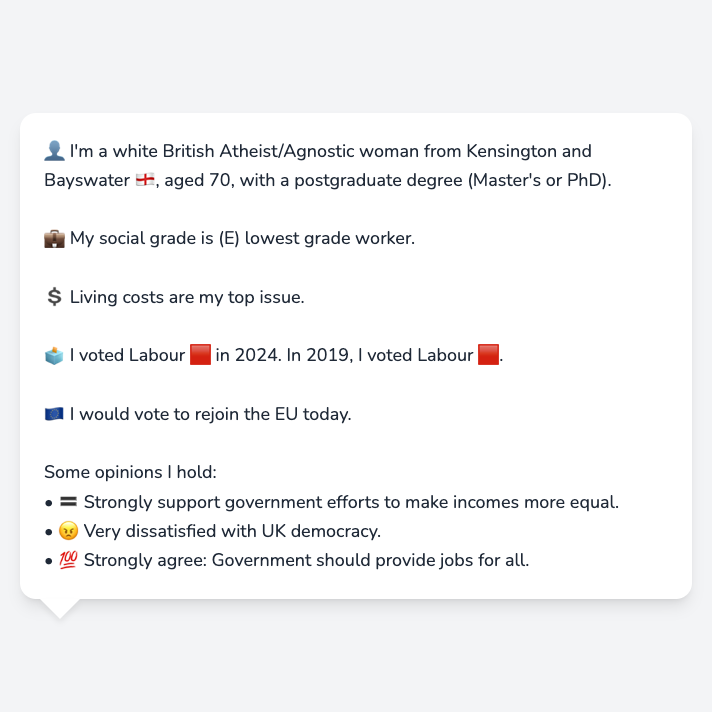 👤 I'm a white British Atheist/Agnostic woman from Kensington and
Bayswater 🏴󠁧󠁢󠁥󠁮󠁧󠁿, aged 70, with a postgraduate degree (Master's or PhD).
💼 My social grade is (E) lowest grade worker.
💲 Living costs are my top issue.
🗳️ I voted Labour 🟥 in 2024. In 2019, I voted Labour 🟥.
🇪🇺 I would vote to rejoin the EU today.
Some opinions I hold:
• 🟰 Strongly support government efforts to make incomes more equal.
• 😠 Very dissatisfied with UK democracy.
• 💯 Strongly agree: Government should provide jobs for all.